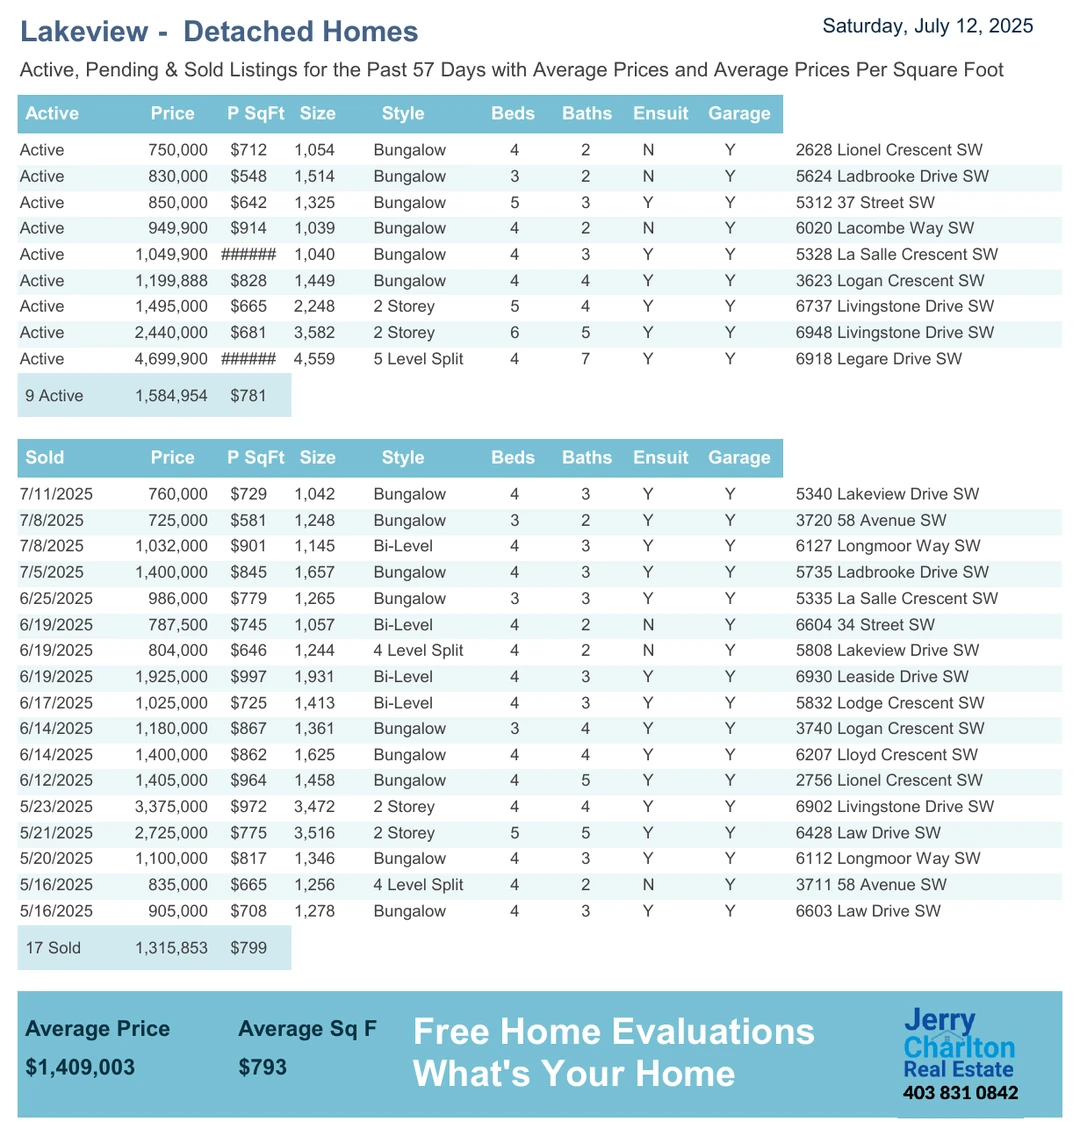 Lakeview - Detached Homes
Saturday, July 12, 2025
Active, Pending & Sold Listings for the Past 57 Days with Average Prices and Average Prices Per Square Foot
Active Price P SqFt Size Style Beds Baths Ensuit Garage
Active 750,000 $712 1,054 Bungalow 4 2 N Y 2628 Lionel Crescent SW
Active 830,000 $548 1,514 Bungalow 3 2 N Y 5624 Ladbrooke Drive SW
Active 850,000 $642 1,325 Bungalow 5 3 Y Y 5312 37 Street SW
Active 949,900 $914 1,039 Bungalow 4 2 N Y 6020 Lacombe Way SW
Active 1,049,900 ###### 1,040 Bungalow 4 3 Y Y 5328 La Salle Crescent SW
Active 1,199,888 $828 1,449 Bungalow 4 4 Y Y 3623 Logan Crescent SW
Active 1,495,000 $665 2,248 2 Storey 5 4 Y Y 6737 Livingstone Drive SW
Active 2,440,000 $681 3,582 2 Storey 6 5 Y Y 6948 Livingstone Drive SW
Active 4,699,900 ###### 4,559 5 Level Split 4 7 Y Y 6918 Legare Drive SW
9 Active 1,584,954 $781
Sold Price P SqFt Size Style Beds Baths Ensuit Garage
7/11/2025 760,000 $729 1,042 Bungalow 4 3 Y Y 5340 Lakeview Drive SW
7/8/2025 725,000 $581 1,248 Bungalow 3 2 Y Y 3720 58 Avenue SW
7/8/2025 1,032,000 $901 1,145 Bi-Level 4 3 Y Y 6127 Longmoor Way SW
7/5/2025 1,400,000 $845 1,657 Bungalow 4 3 Y Y 5735 Ladbrooke Drive SW
6/25/2025 986,000 $779 1,265 Bungalow 3 3 Y Y 5335 La Salle Crescent SW
6/19/2025 787,500 $745 1,057 Bi-Level 4 2 N Y 6604 34 Street SW
6/19/2025 804,000 $646 1,244 4 Level Split 4 2 N Y 5808 Lakeview Drive SW
6/19/2025 1,925,000 $997 1,931 Bi-Level 4 3 Y Y 6930 Leaside Drive SW
6/17/2025 1,025,000 $725 1,413 Bi-Level 4 3 Y Y 5832 Lodge Crescent SW
6/14/2025 1,180,000 $867 1,361 Bungalow 3 4 Y Y 3740 Logan Crescent SW
6/14/2025 1,400,000 $862 1,625 Bungalow 4 4 Y Y 6207 Lloyd Crescent SW
6/12/2025 1,405,000 $964 1,458 Bungalow 4 5 Y Y 2756 Lionel Crescent SW
5/23/2025 3,375,000 $972 3,472 2 Storey 4 4 Y Y 6902 Livingstone Drive SW
5/21/2025 2,725,000 $775 3,516 2 Storey 5 5 Y Y 6428 Law Drive SW
5/20/2025 1,100,000 $817 1,346 Bungalow 4 3 Y Y 6112 Longmoor Way SW
5/16/2025 835,000 $665 1,256 4 Level Split 4 2 N Y 3711 58 Avenue SW
5/16/2025 905,000 $708 1,278 Bungalow 4 3 Y Y 6603 Law Drive SW
17 Sold 1,315,853 $799
Average Price Average Sq F
$1,409,003 $793
Free Home Evaluations
What's Your Home
Jerry
Charlton
Real Estate
403 831 0842